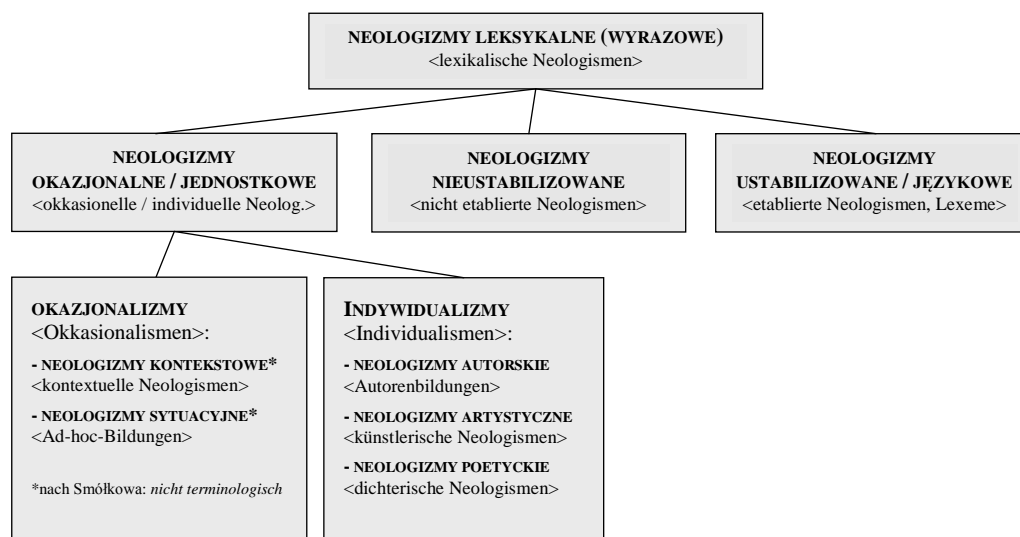 NEOLOGIZMY LEKSYKALNE (WYRAZOWE)
<lexikalische Neologismen>
NEOLOGIZMY
OKAZJONALNE / JEDNOSTKOWE
<okkasionelle / individuelle Neolog.>
NEOLOGIZMY
NIEUSTABILIZOWANE
<nicht etablierte Neologismen>
NEOLOGIZMY
USTABILIZOWANE / JĘZYKOWE
<etablierte Neologismen, Lexeme>
OKAZJONALIZMY
<Okkasionalismen>:
- NEOLOGIZMY KONTEKSTOWE*
<kontextuelle Neologismen>
- NEOLOGIZMY SYTUACYJNE*
<Ad-hoc-Bildungen>
*nach Smółkowa: nicht terminologisch
INDYWIDUALIZMY
<Individualismen>:
- NEOLOGIZMY AUTORSKIE
<Autorenbildungen>
- NEOLOGIZMY ARTYSTYCZNE
<künstlerische Neologismen>
- NEOLOGIZMY POETYCKIE
<dichterische Neologismen>